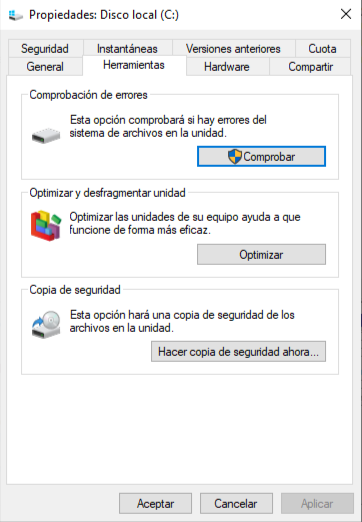 Propiedades: Disco local (C:)
Seguridad Instantáneas Versiones anteriores Cuota
General Herramientas Hardware Compartir
Comprobación de errores
Esta opción comprobará si hay errores del
sistema de archivos en la unidad.
Comprobar
Optimizar y desfragmentar unidad
Optimizar las unidades de su equipo ayuda a que
funcione de forma más eficaz.
Optimizar
Copia de seguridad
Esta opción hará una copia de seguridad de los
archivos en la unidad.
Hacer copia de seguridad ahora...
Aceptar Cancelar Aplicar